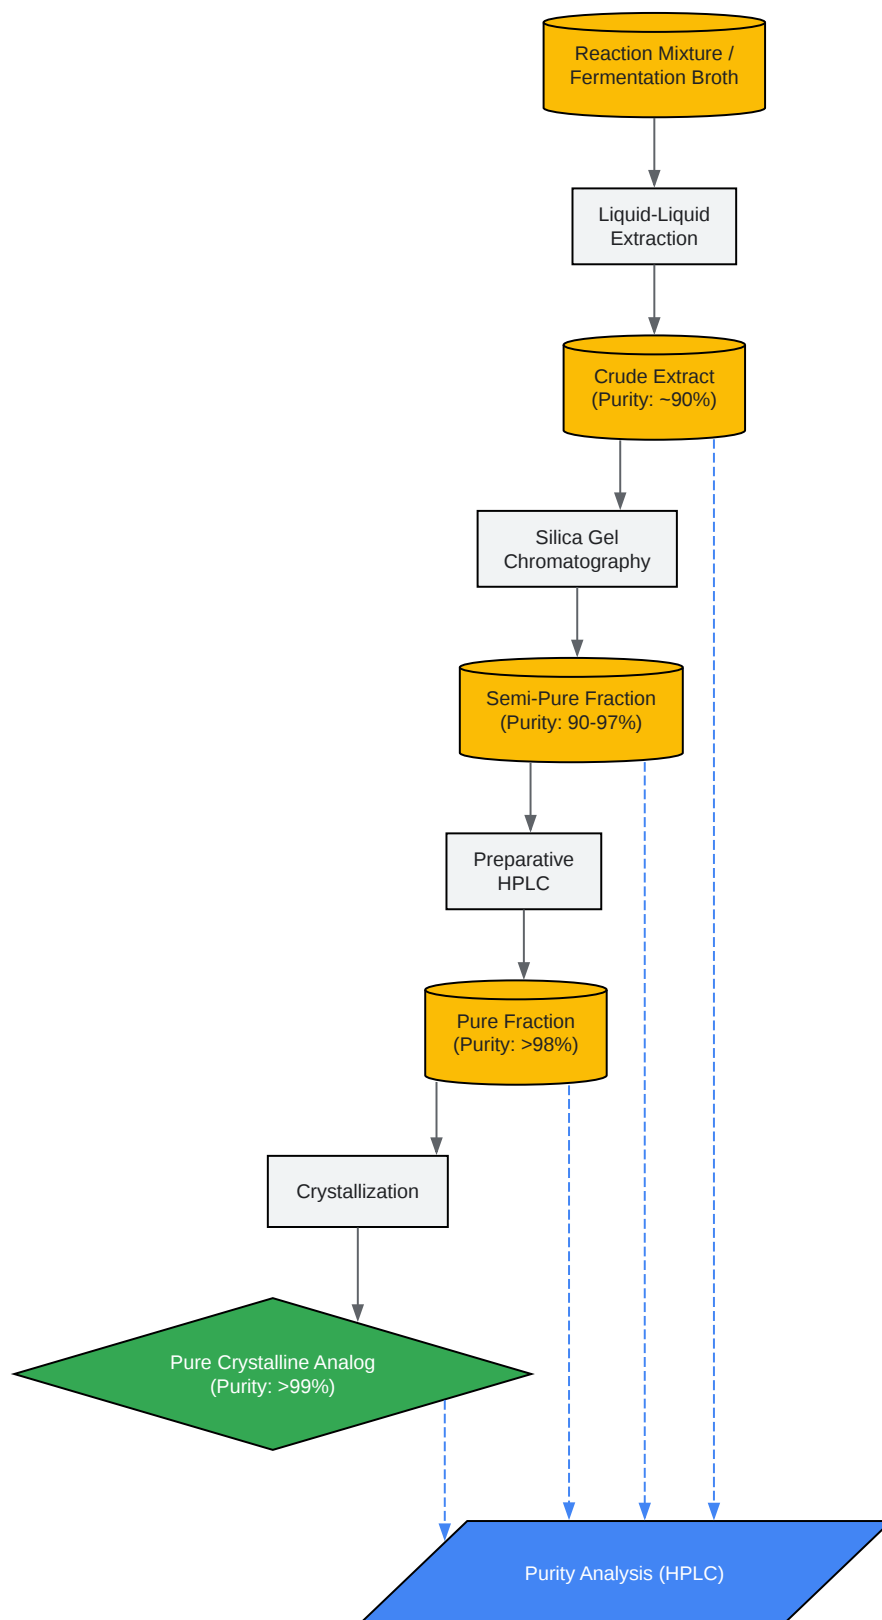 Reaction Mixture /
Fermentation Broth
Liquid-Liquid
Extraction
Crude Extract
(Purity: ~90%)
Silica Gel
Chromatography
Semi-Pure Fraction
(Purity: 90-97%)
Preparative
HPLC
Pure Fraction
(Purity: >98%)
Crystallization
Pure Crystalline Analog
(Purity: >99%)
Purity Analysis (HPLC)